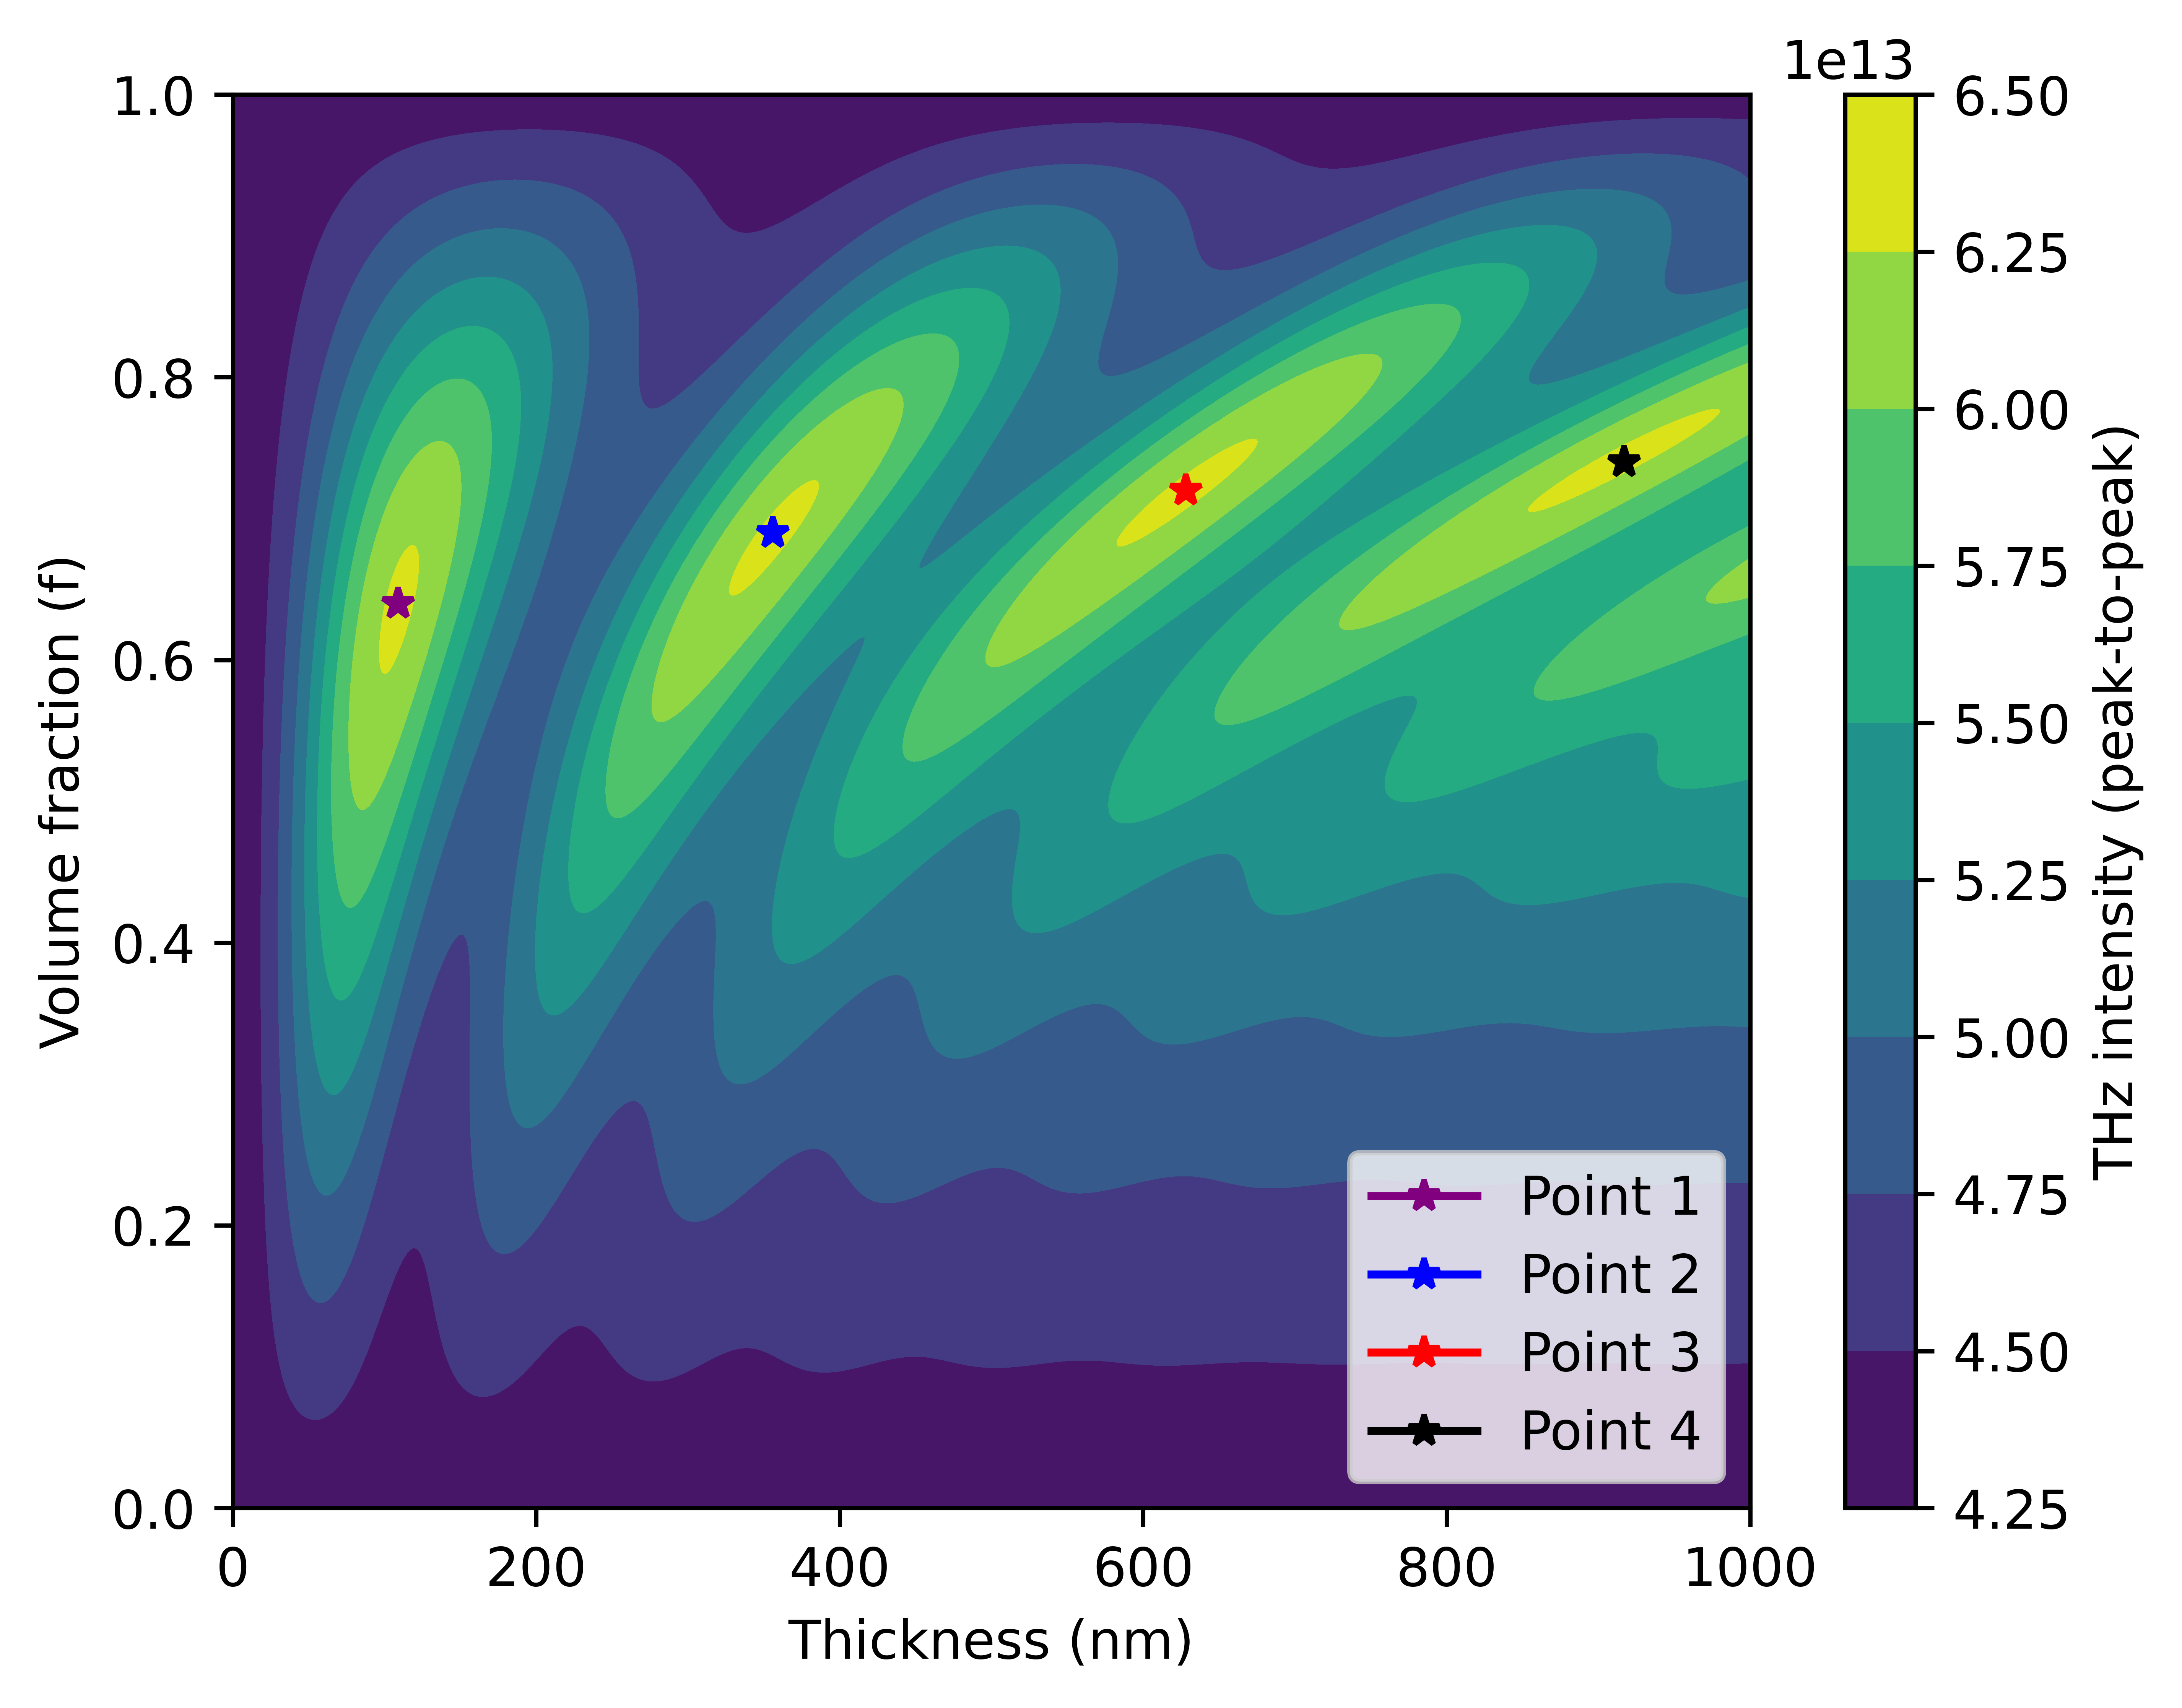 1e13
1.0
0.8
0.6
0.4
0.2
0.0
Volume fraction (f)
0
200
400
600
800
1000
Thickness (nm)
Point 1
Point 2
Point 3
Point 4
6.50
6.25
6.00
5.75
5.50
5.25
5.00
4.75
4.50
4.25
THz intensity (peak-to-peak)